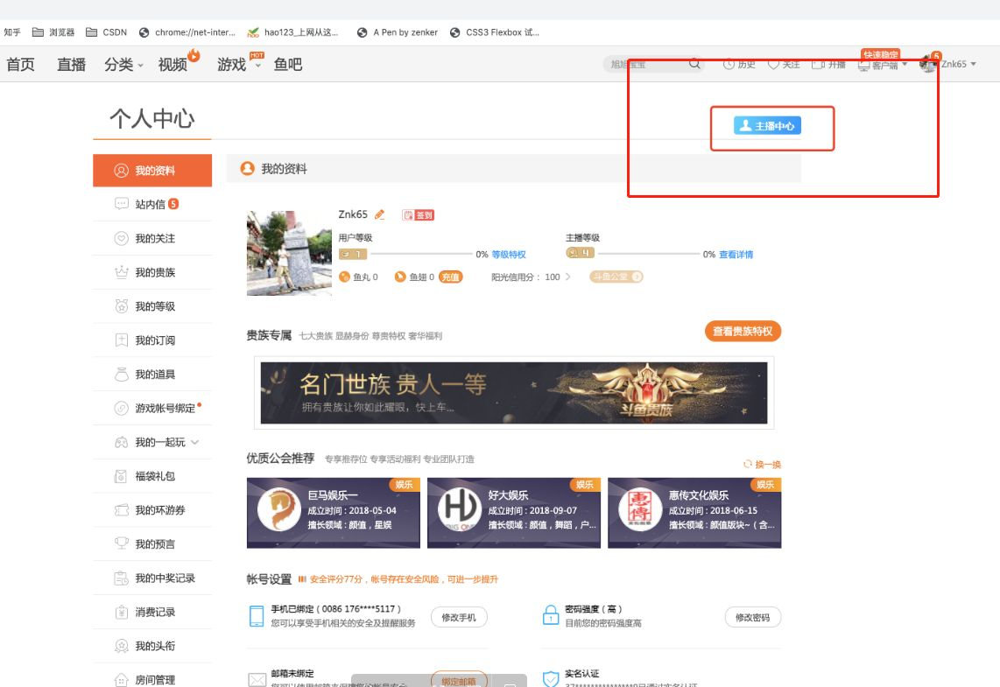 知乎 浏览器 CSDN chrome://net-inter... hao123_上网从这... A Pen by zenker CSS3 Flexbox 试...
首页 直播 分类 视频 游戏 HOT 鱼吧 旭旭宝宝 历史 关注 开播 快速稳定 客户端 5 Znk65
个人中心
主播中心
我的资料
站内信 5
我的关注
我的贵族
我的等级
我的订阅
我的道具
游戏帐号绑定
我的一起玩
福袋礼包
我的环游券
我的预言
我的中奖记录
消费记录
我的头衔
房间管理
我的资料
Znk65 签到
用户等级
1 0% 等级特权
主播等级
4 0% 查看详情
鱼丸 0 鱼翅 0 充值 阳光信用分： 100 斗鱼公堂
贵族专属 七大贵族 显赫身份 尊贵特权 奢华福利 查看贵族特权
名门世族 贵人一等
拥有贵族让你如此耀眼，快上车...
斗鱼贵族
优质公会推荐 专享推荐位 专享活动福利 专业团队打造 换一换
娱乐
巨马娱乐一
成立时间 : 2018-05-04
擅长领域 : 颜值，星娱
娱乐
好大娱乐
成立时间 : 2018-09-07
擅长领域 : 颜值，舞蹈，户...
娱乐
惠传文化娱乐
成立时间 : 2018-06-15
擅长领域 : 颜值版块~（含...
帐号设置 安全评分77分，帐号存在安全风险，可进一步提升
手机已绑定（0086 176****5117）
您可以享受手机相关的安全及提醒服务
修改手机
密码强度（高）
目前您的密码强度高
修改密码
邮箱未绑定
绑定邮箱
实名认证